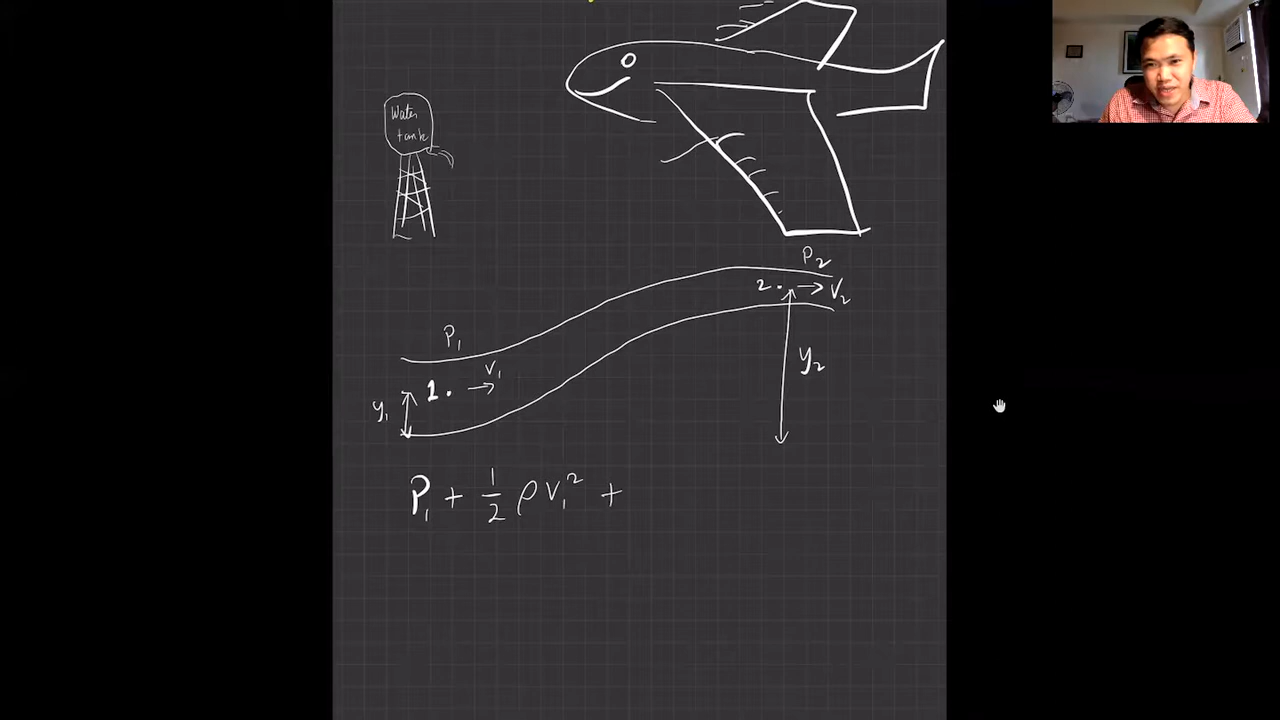 Water
tank
P₂
2. → V₂
P₁
V₁
y₂
y₁
1. →
P₁ + 1/2 ρ V₁² +